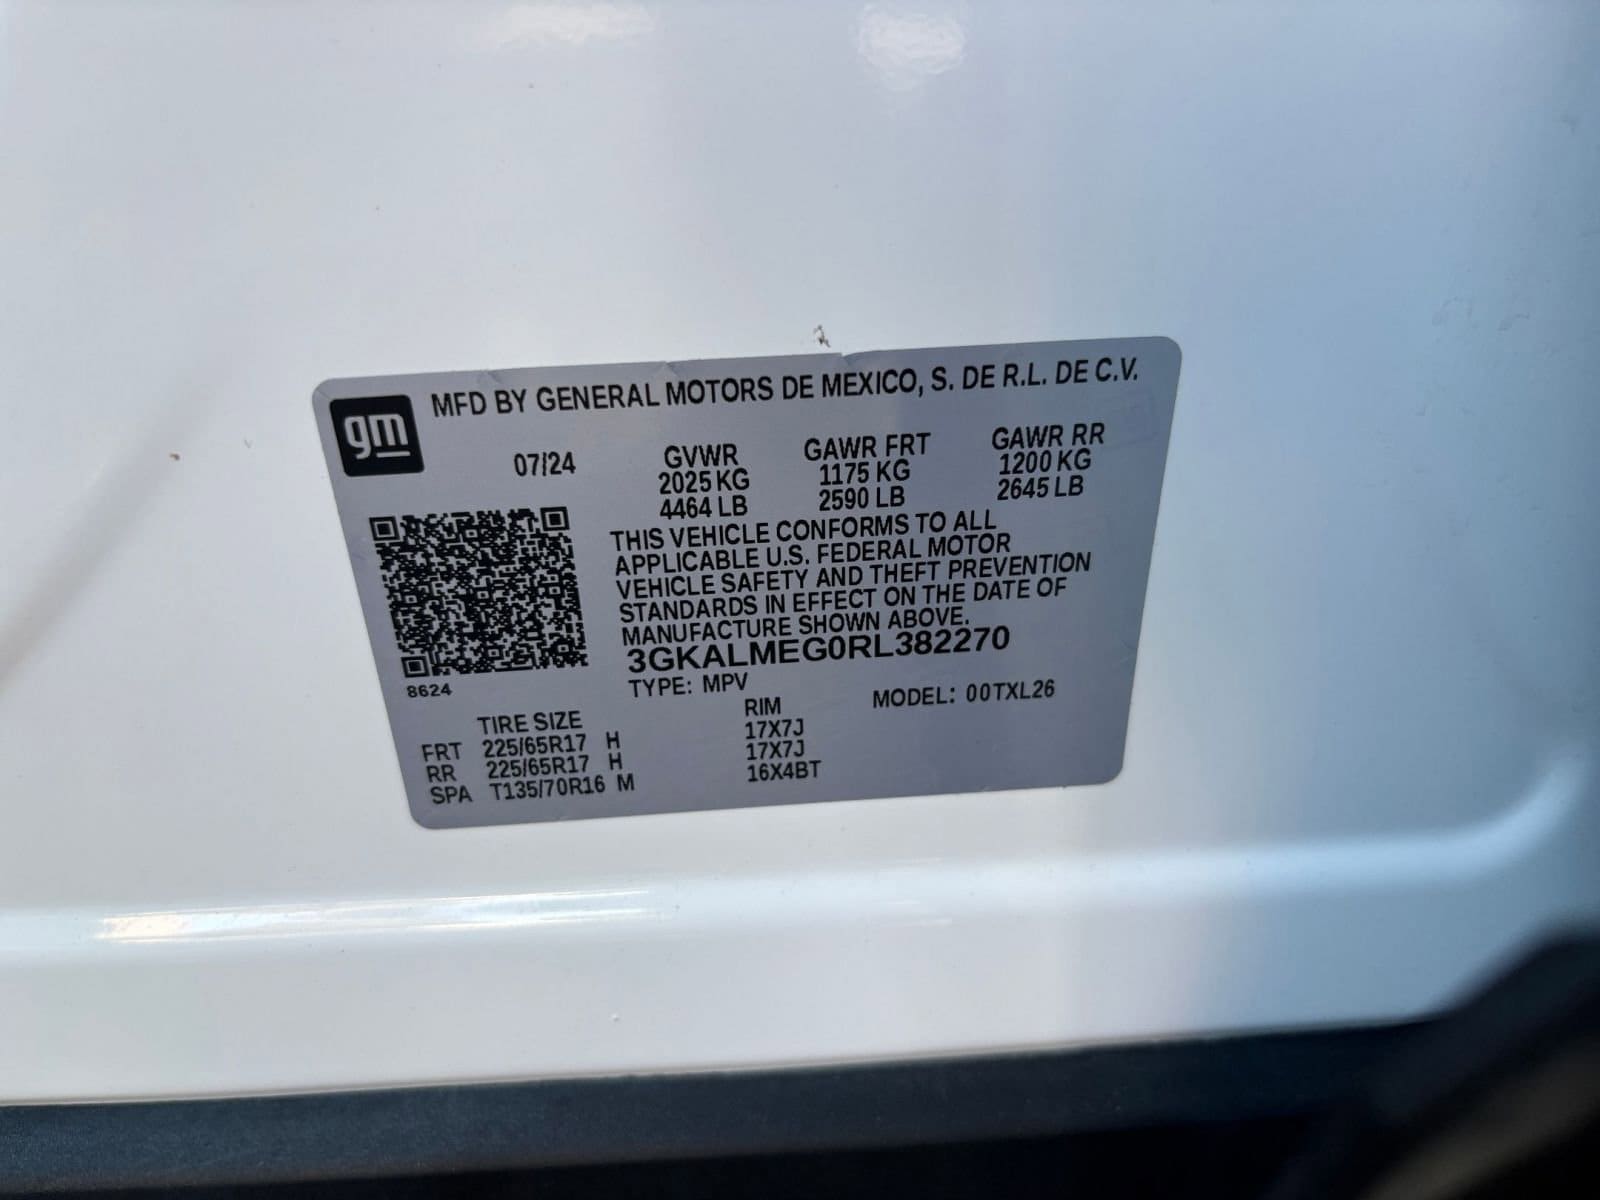 gm
MFD BY GENERAL MOTORS DE MEXICO, S. DE R.L. DE C.V.
07/24 GVWR GAWR FRT GAWR RR
2025 KG 1175 KG 1200 KG
4464 LB 2590 LB 2645 LB
THIS VEHICLE CONFORMS TO ALL
APPLICABLE U.S. FEDERAL MOTOR
VEHICLE SAFETY AND THEFT PREVENTION
STANDARDS IN EFFECT ON THE DATE OF
MANUFACTURE SHOWN ABOVE.
3GKALMEG0RL382270
8624
TYPE: MPV MODEL: 00TXL26
TIRE SIZE RIM
FRT 225/65R17 H 17X7J
RR 225/65R17 H 17X7J
SPA T135/70R16 M 16X4BT